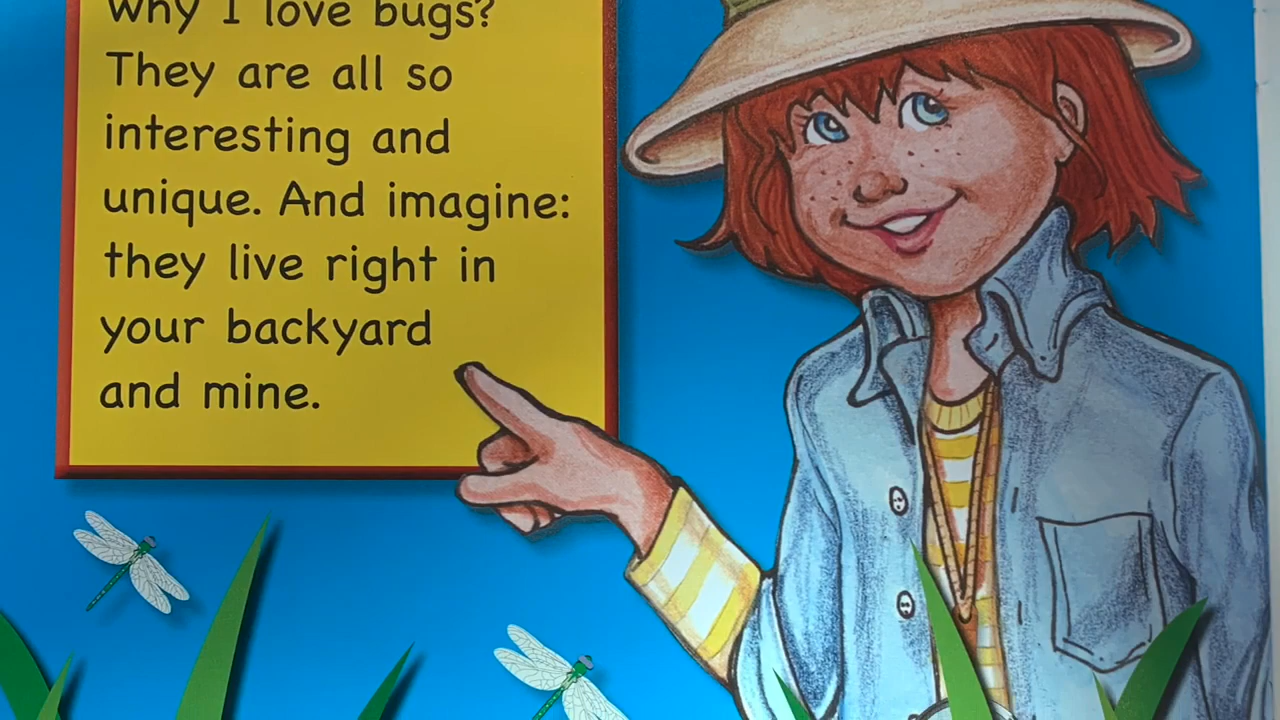 why I love bugs?
They are all so
interesting and
unique. And imagine:
they live right in
your backyard
and mine.